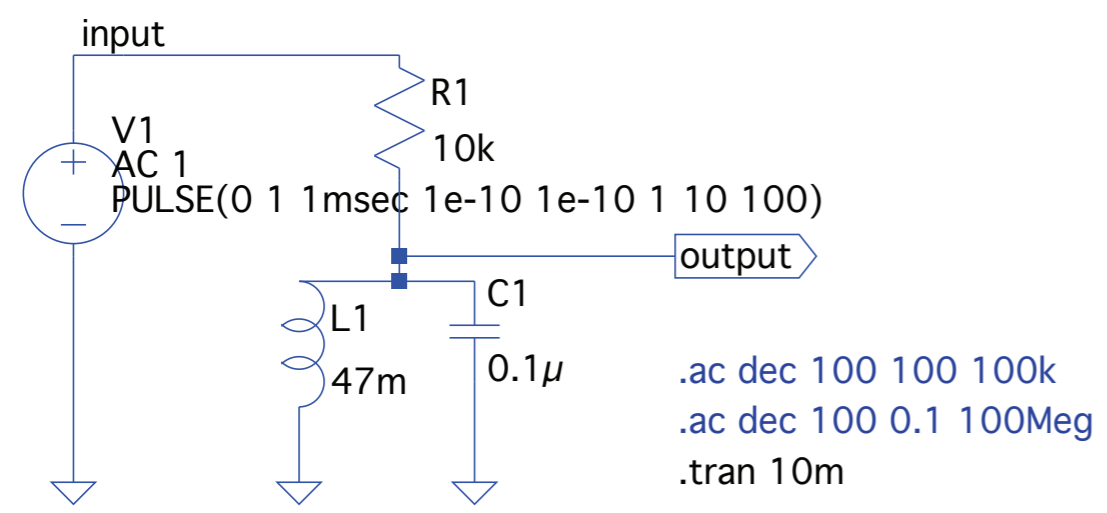 input
R1
10k
V1
AC 1
PULSE(0 1 1msec 1e-10 1e-10 1 10 100)
output
L1
47m
C1
0.1µ
.ac dec 100 100 100k
.ac dec 100 0.1 100Meg
.tran 10m